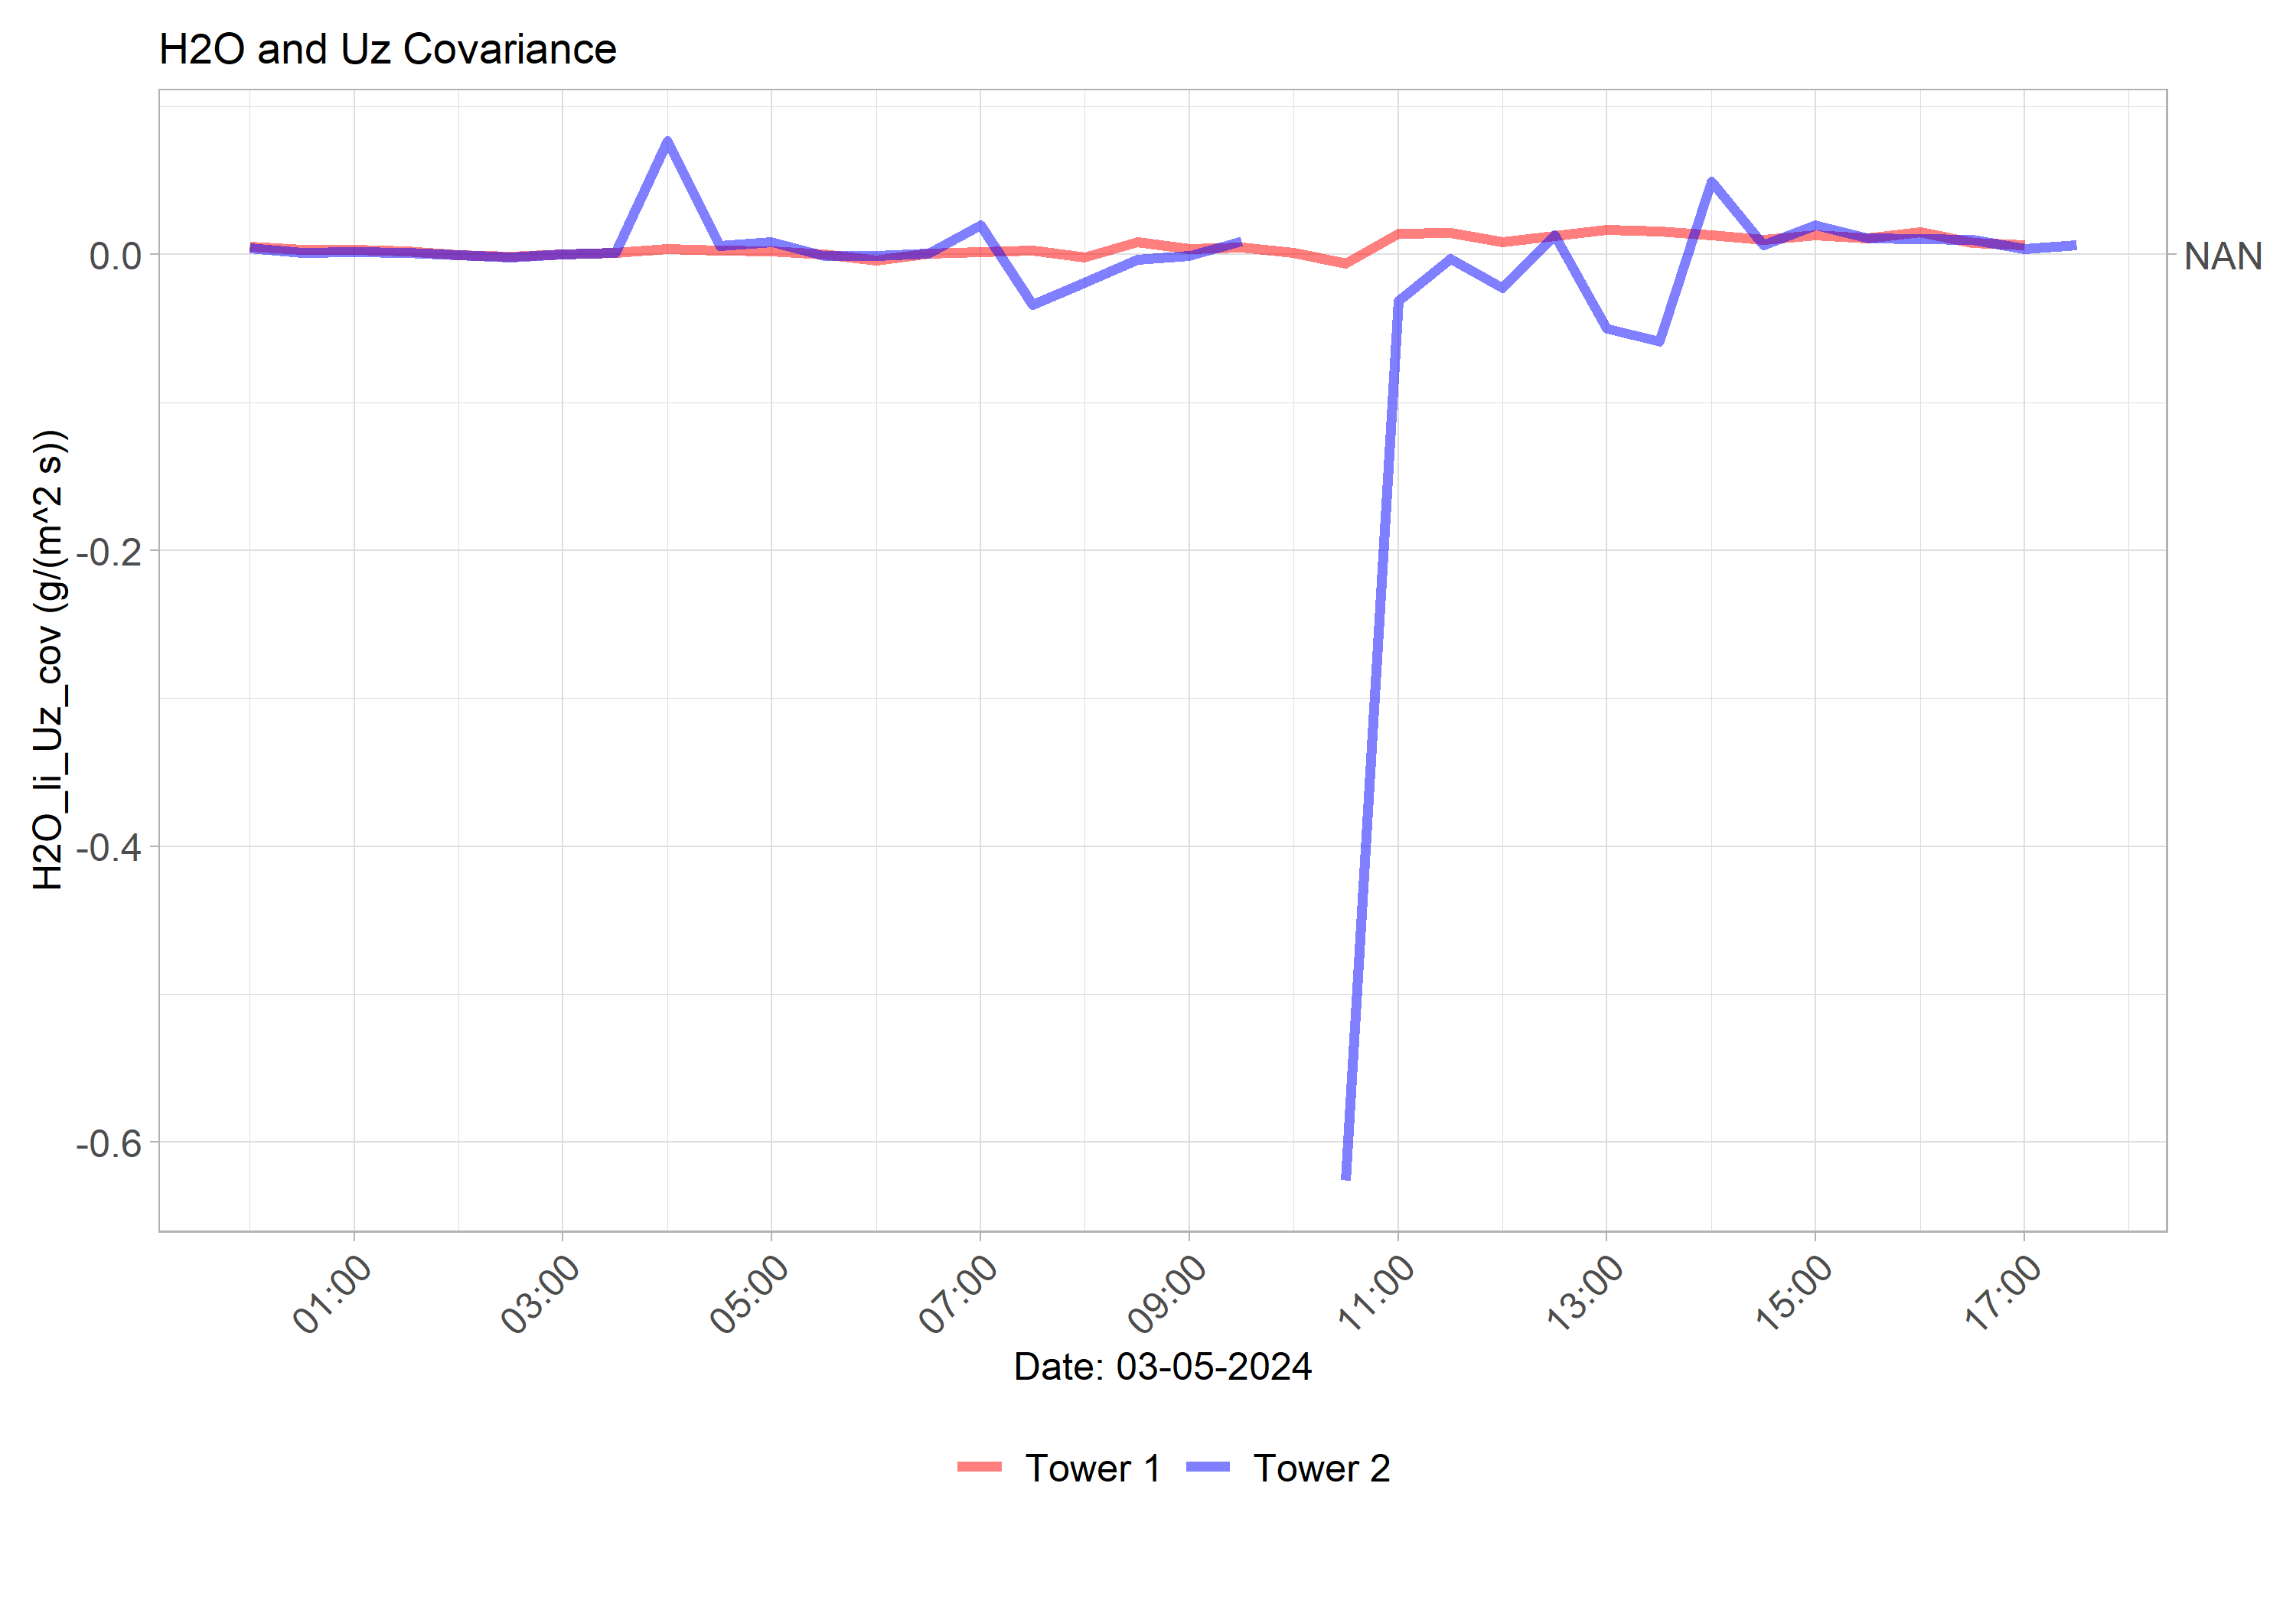 H2O and Uz Covariance
H2O_li_Uz_cov (g/(m^2 s))
0.0
-0.2
-0.4
-0.6
NAN
01:00
03:00
05:00
07:00
09:00
11:00
13:00
15:00
17:00
Date: 03-05-2024
Tower 1
Tower 2